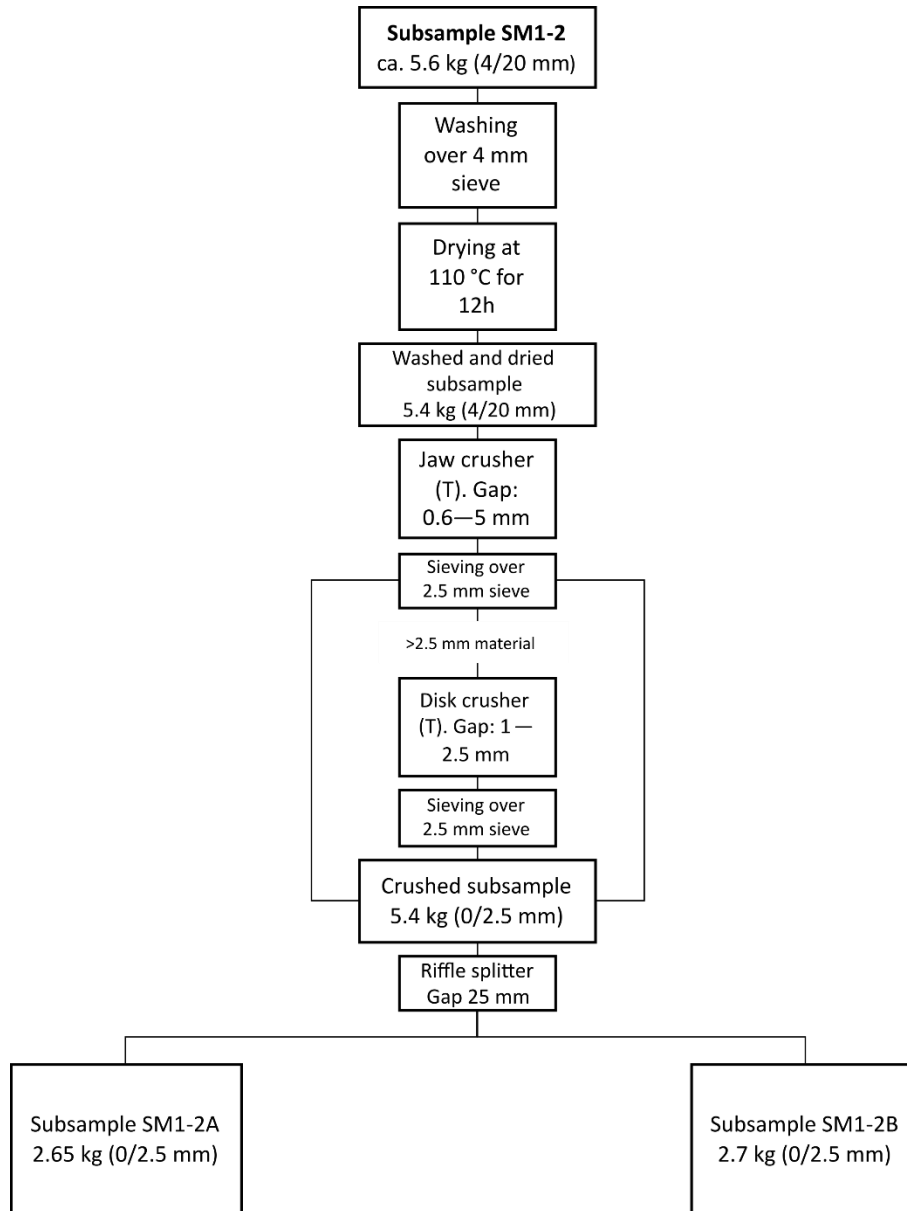 Subsample SM1-2
ca. 5.6 kg (4/20 mm)
Washing
over 4 mm
sieve
Drying at
110 °C for
12h
Washed and dried
subsample
5.4 kg (4/20 mm)
Jaw crusher
(T). Gap:
0.6—5 mm
Sieving over
2.5 mm sieve
>2.5 mm material
Disk crusher
(T). Gap: 1 —
2.5 mm
Sieving over
2.5 mm sieve
Crushed subsample
5.4 kg (0/2.5 mm)
Riffle splitter
Gap 25 mm
Subsample SM1-2A
2.65 kg (0/2.5 mm)
Subsample SM1-2B
2.7 kg (0/2.5 mm)